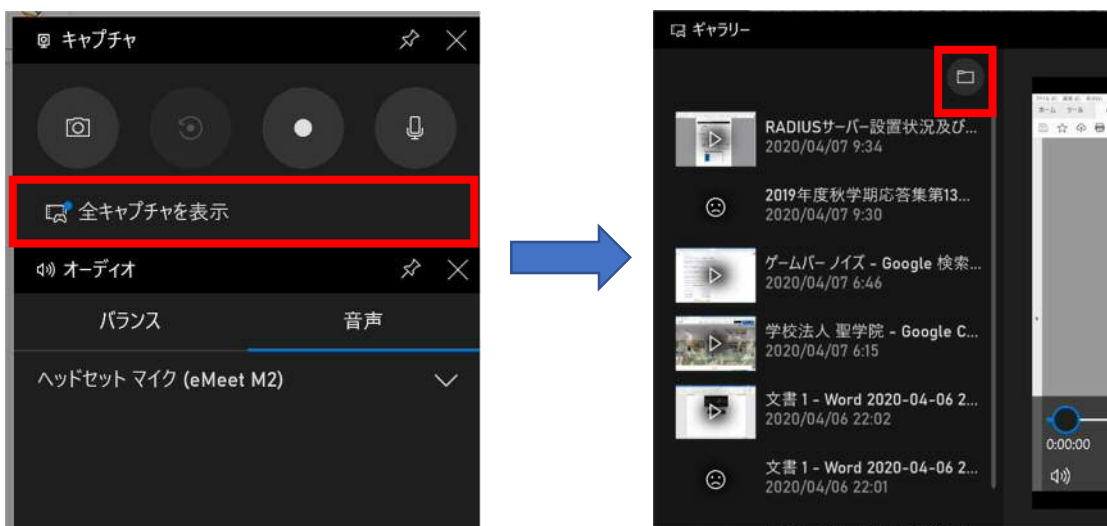 キャプチャ
全キャプチャを表示
オーディオ
バランス 音声
ヘッドセット マイク (eMeet M2)
ギャラリー
RADIUSサーバー設置状況及び...
2020/04/07 9:34
2019年度秋学期応答集第13...
2020/04/07 9:30
ゲームバー ノイズ - Google 検索...
2020/04/07 6:46
学校法人 聖学院 - Google C...
2020/04/07 6:15
文書 1 - Word 2020-04-06 2...
2020/04/06 22:02
文書 1 - Word 2020-04-06 2...
2020/04/06 22:01
ホーム ツール
0:00:00